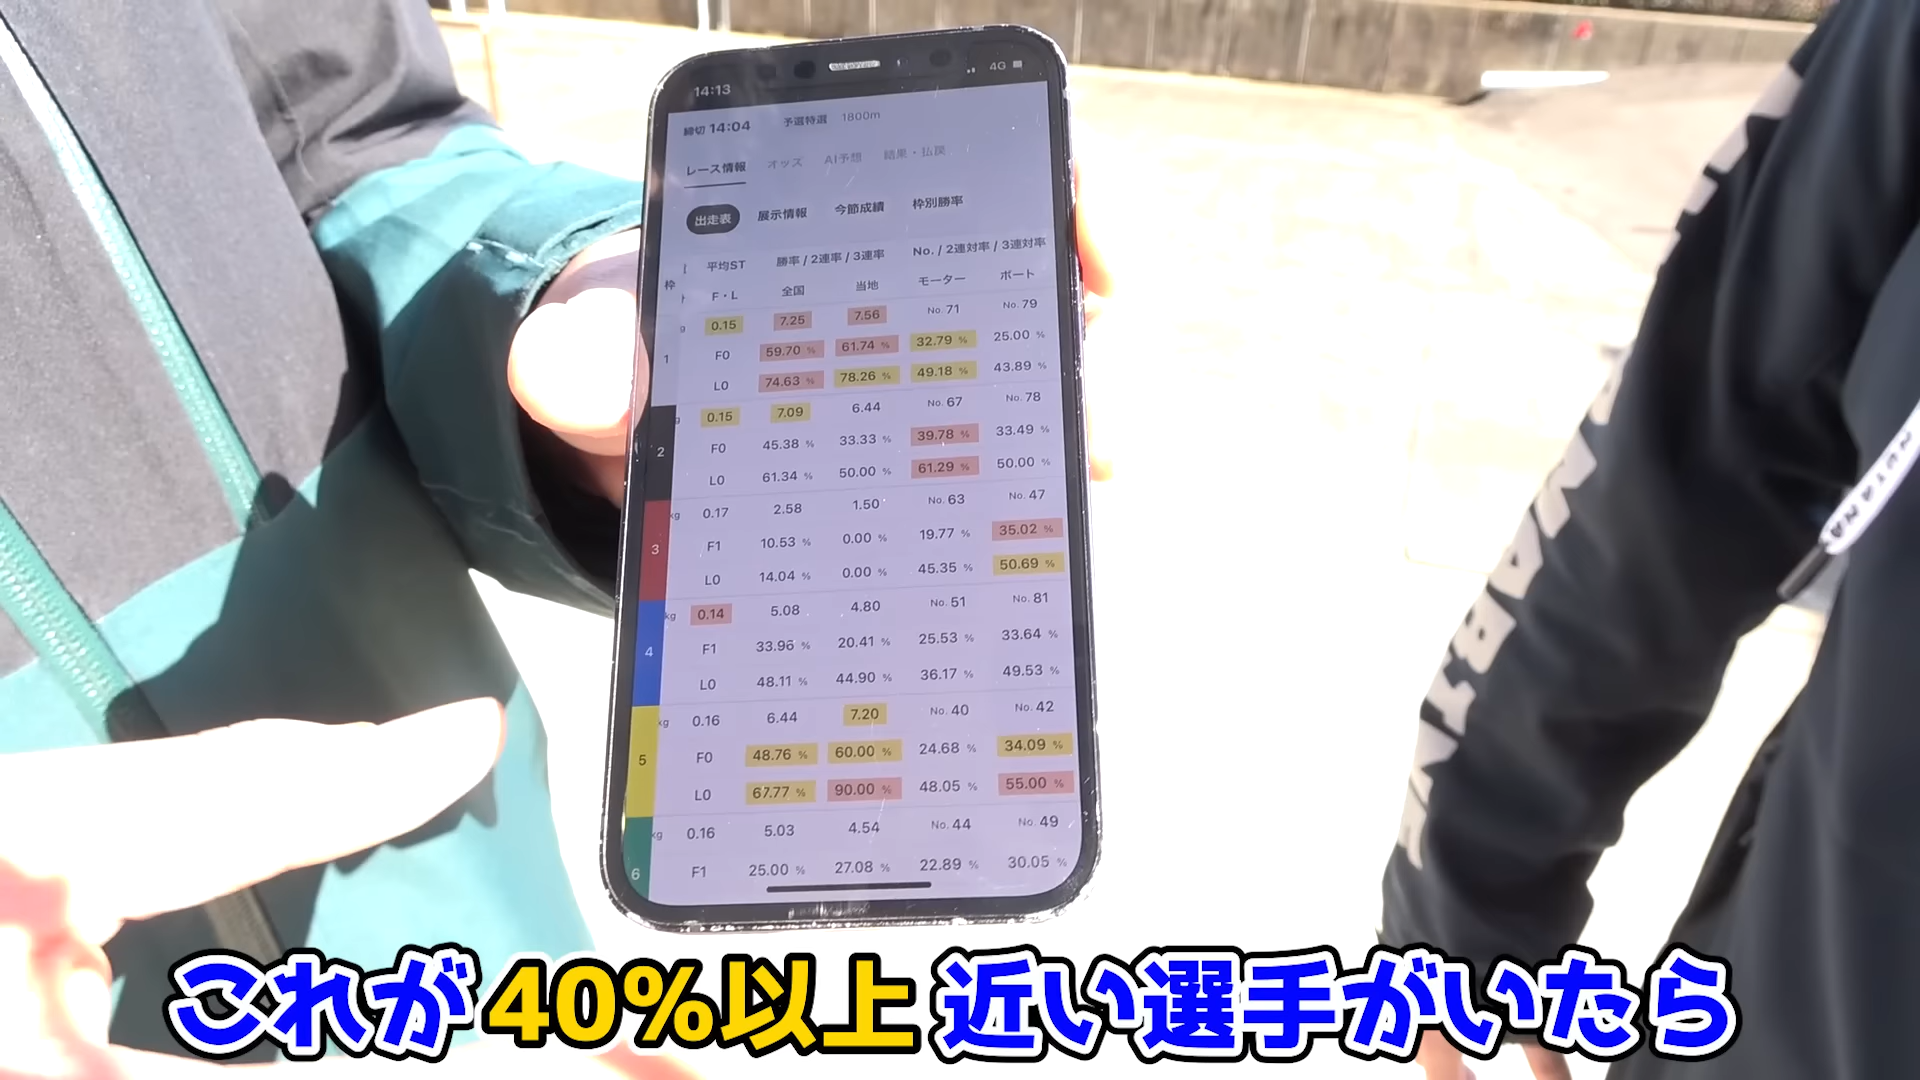 14:13 4G
締切 14:04 予選特選 1800m
レース情報 オッズ AI予想 結果・払戻
出走表 展示情報 今節成績 枠別勝率
枠 平均ST 勝率 / 2連率 / 3連率 No. / 2連対率 / 3連対率
F・L 全国 当地 モーター ボート
0.15 7.25 7.56 No. 71 No. 79
1 F0 59.70 % 61.74 % 32.79 % 25.00 %
L0 74.63 % 78.26 % 49.18 % 43.89 %
0.15 7.09 6.44 No. 67 No. 78
2 F0 45.38 % 33.33 % 39.78 % 33.49 %
L0 61.34 % 50.00 % 61.29 % 50.00 %
kg 0.17 2.58 1.50 No. 63 No. 47
3 F1 10.53 % 0.00 % 19.77 % 35.02 %
L0 14.04 % 0.00 % 45.35 % 50.69 %
kg 0.14 5.08 4.80 No. 51 No. 81
4 F1 33.96 % 20.41 % 25.53 % 33.64 %
L0 48.11 % 44.90 % 36.17 % 49.53 %
kg 0.16 6.44 7.20 No. 40 No. 42
5 F0 48.76 % 60.00 % 24.68 % 34.09 %
L0 67.77 % 90.00 % 48.05 % 55.00 %
kg 0.16 5.03 4.54 No. 44 No. 49
6 F1 25.00 % 27.08 % 22.89 % 30.05 %
これが40%以上近い選手がいたら